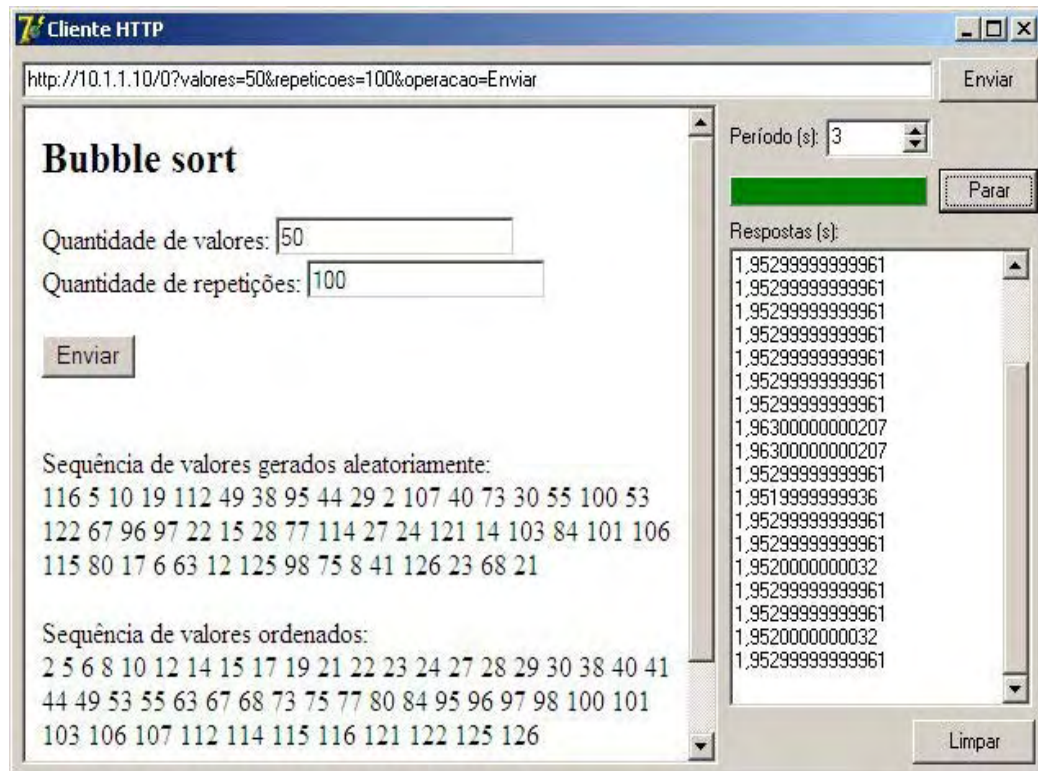 Cliente HTTP
http://10.1.1.10/0?valores=50&repeticoes=100&operacao=Enviar
Enviar
Bubble sort
Quantidade de valores: 50
Quantidade de repetições: 100
Enviar
Sequência de valores gerados aleatoriamente:
116 5 10 19 112 49 38 95 44 29 2 107 40 73 30 55 100 53
122 67 96 97 22 15 28 77 114 27 24 121 14 103 84 101 106
115 80 17 6 63 12 125 98 75 8 41 126 23 68 21
Sequência de valores ordenados:
2 5 6 8 10 12 14 15 17 19 21 22 23 24 27 28 29 30 38 40 41
44 49 53 55 63 67 68 73 75 77 80 84 95 96 97 98 100 101
103 106 107 112 114 115 116 121 122 125 126
Período (s): 3
Parar
Respostas (s):
1,95299999999961
1,95299999999961
1,95299999999961
1,95299999999961
1,95299999999961
1,95299999999961
1,95299999999961
1,96300000000207
1,96300000000207
1,95299999999961
1,95199999999936
1,95299999999961
1,95299999999961
1,9520000000032
1,95299999999961
1,95299999999961
1,9520000000032
1,95299999999961
Limpar